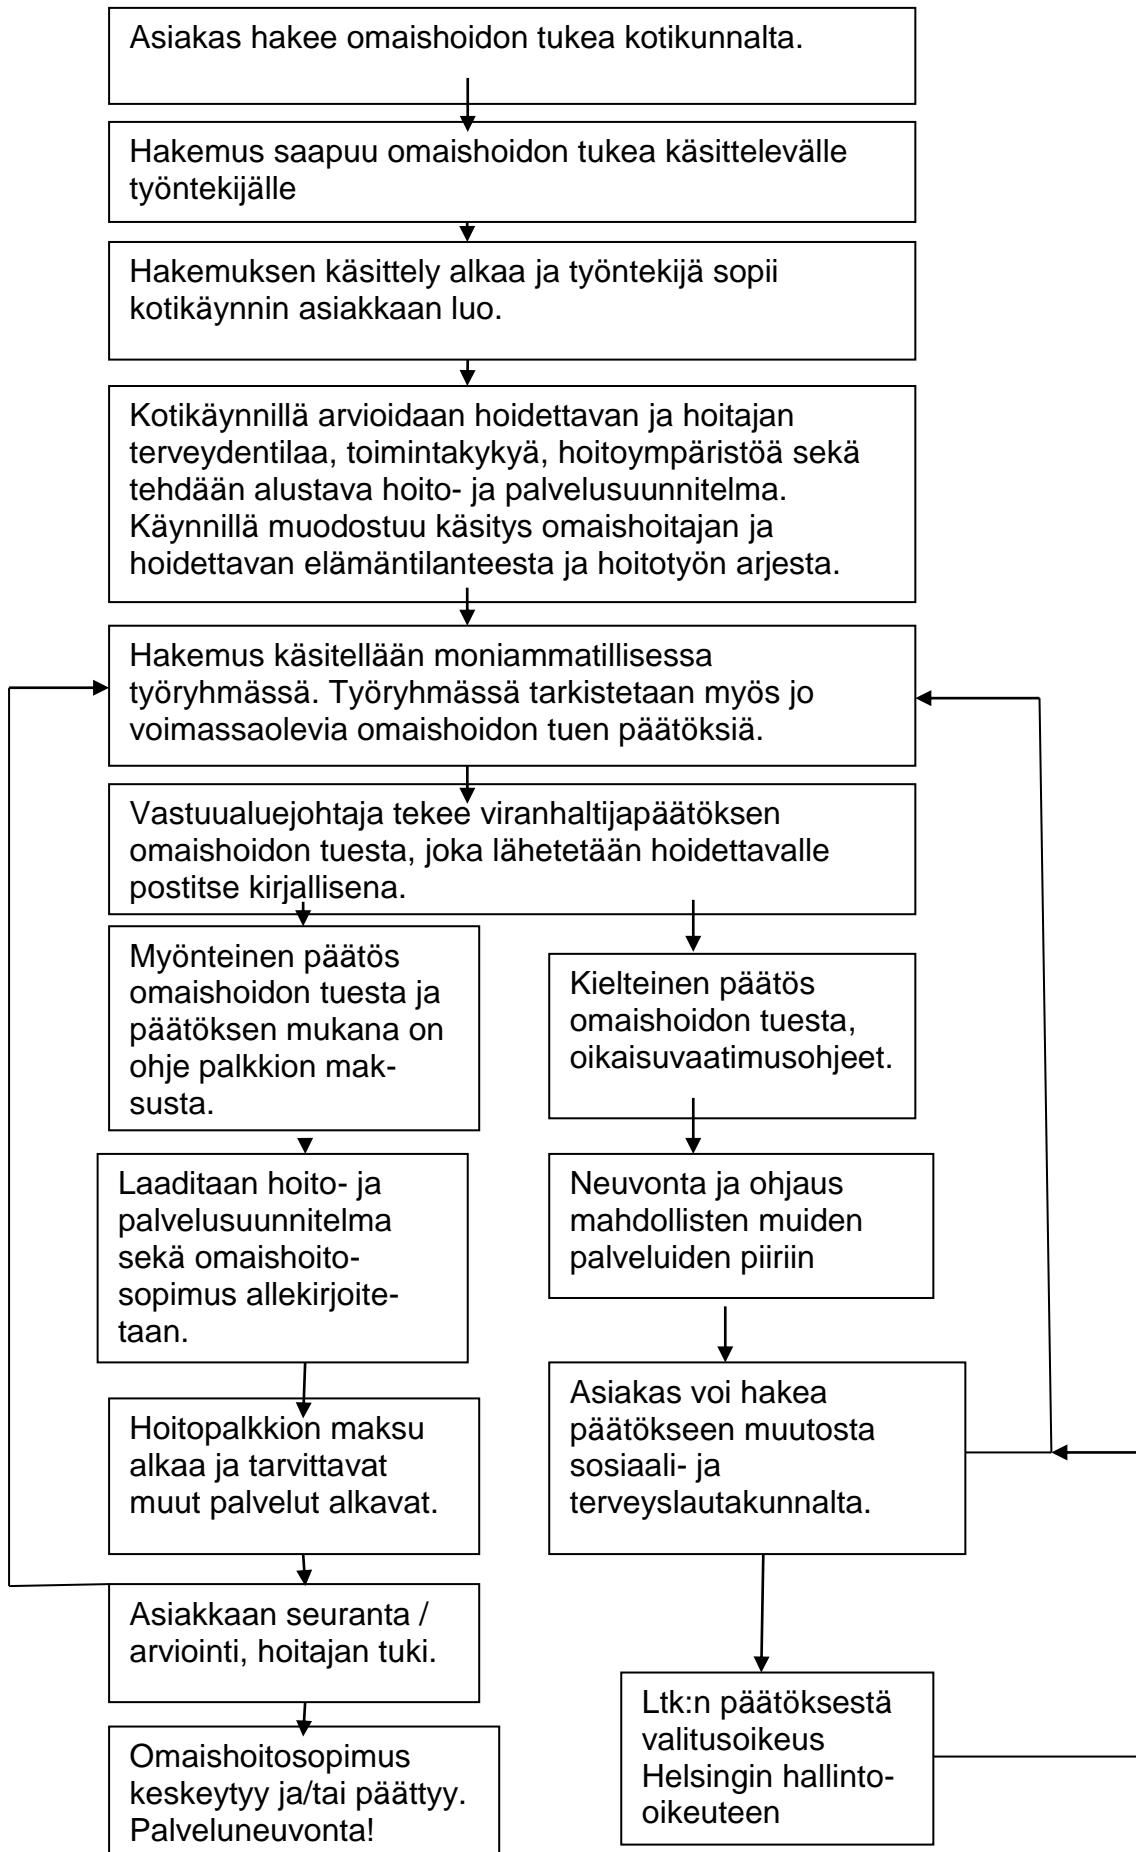 Asiakas hakee omaishoidon tukea kotikunnalta.
Hakemus saapuu omaishoidon tukea käsittelevälle
työntekijälle
Hakemuksen käsittely alkaa ja työntekijä sopii
kotikäynnin asiakkaan luo.
Kotikäynnillä arvioidaan hoidettavan ja hoitajan
terveydentilaa, toimintakykyä, hoitoympäristöä sekä
tehdään alustava hoito- ja palvelusuunnitelma.
Käynnillä muodostuu käsitys omaishoitajan ja
hoidettavan elämäntilanteesta ja hoitotyön arjesta.
Hakemus käsitellään moniammatillisessa
työryhmässä. Työryhmässä tarkistetaan myös jo
voimassaolevia omaishoidon tuen päätöksiä.
Vastuualuejohtaja tekee viranhaltijapäätöksen
omaishoidon tuesta, joka lähetetään hoidettavalle
postitse kirjallisena.
Myönteinen päätös
omaishoidon tuesta ja
päätöksen mukana on
ohje palkkion mak-
susta.
Kielteinen päätös
omaishoidon tuesta,
oikaisuvaatimusohjeet.
Laaditaan hoito- ja
palvelusuunnitelma
sekä omaishoito-
sopimus allekirjoite-
taan.
Neuvonta ja ohjaus
mahdollisten muiden
palveluiden piiriin
Hoitopalkkion maksu
alkaa ja tarvittavat
muut palvelut alkavat.
Asiakas voi hakea
päätökseen muutosta
sosiaali- ja
terveyslautakunnalta.
Asiakkaan seuranta /
arviointi, hoitajan tuki.
Ltk:n päätöksestä
valitusoikeus
Helsingin hallinto-
oikeuteen
Omaishoitosopimus
keskeytyy ja/tai päättyy.
Palveluneuvonta!